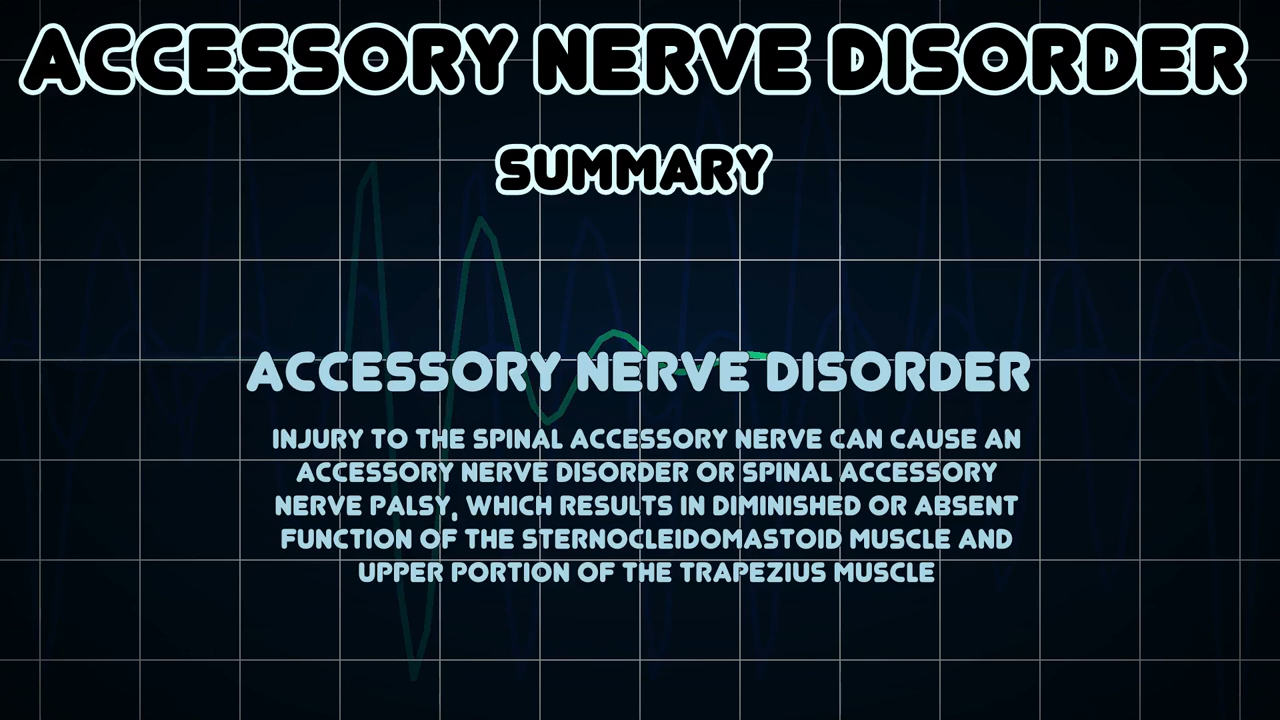 ACCESSORY NERVE DISORDER
SUMMARY
ACCESSORY NERVE DISORDER
INJURY TO THE SPINAL ACCESSORY NERVE CAN CAUSE AN
ACCESSORY NERVE DISORDER OR SPINAL ACCESSORY
NERVE PALSY, WHICH RESULTS IN DIMINISHED OR ABSENT
FUNCTION OF THE STERNOCLEIDOMASTOID MUSCLE AND
UPPER PORTION OF THE TRAPEZIUS MUSCLE